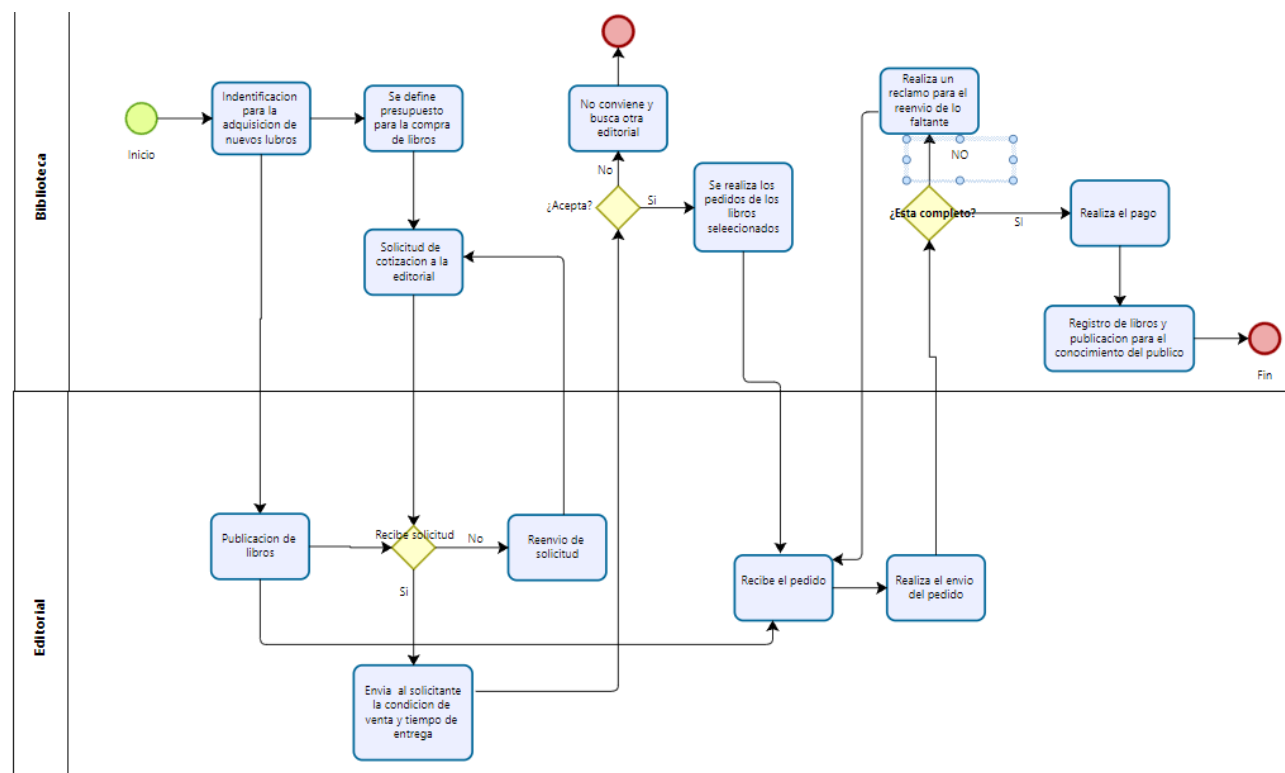 Biblioteca
Inicio
Indentificacion
para la
adquisicion de
nuevos lubros
Se define
presupuesto
para la compra
de libros
Solicitud de
cotizacion a la
editorial
No conviene y
busca otra
editorial
No
¿Acepta?
Si
Se realiza los
pedidos de los
libros
seleecionados
Realiza un
reclamo para el
reenvio de lo
faltante
NO
¿Esta completo?
SI
Realiza el pago
Registro de libros y
publicacion para el
conocimiento del publico
Fin
Editorial
Publicacion de
libros
Recibe solicitud
No
Reenvio de
solicitud
Si
Envia al solicitante
la condicion de
venta y tiempo de
entrega
Recibe el pedido
Realiza el envio
del pedido